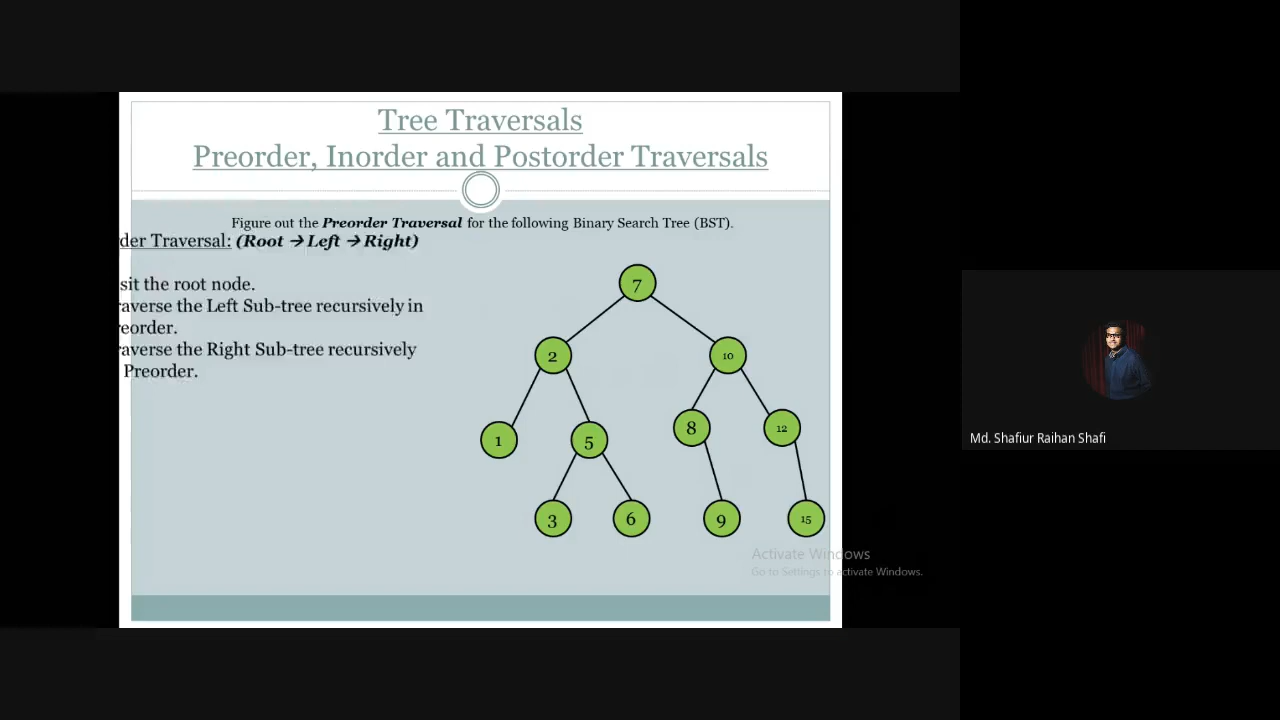 Tree Traversals
Preorder, Inorder and Postorder Traversals
Figure out the Preorder Traversal for the following Binary Search Tree (BST).
der Traversal: (Root → Left → Right)
sit the root node.
raverse the Left Sub-tree recursively in
reorder.
raverse the Right Sub-tree recursively
Preorder.
7
2
10
1
5
8
12
3
6
9
15
Activate Windows
Go to Settings to activate Windows.
Md. Shafiur Raihan Shafi